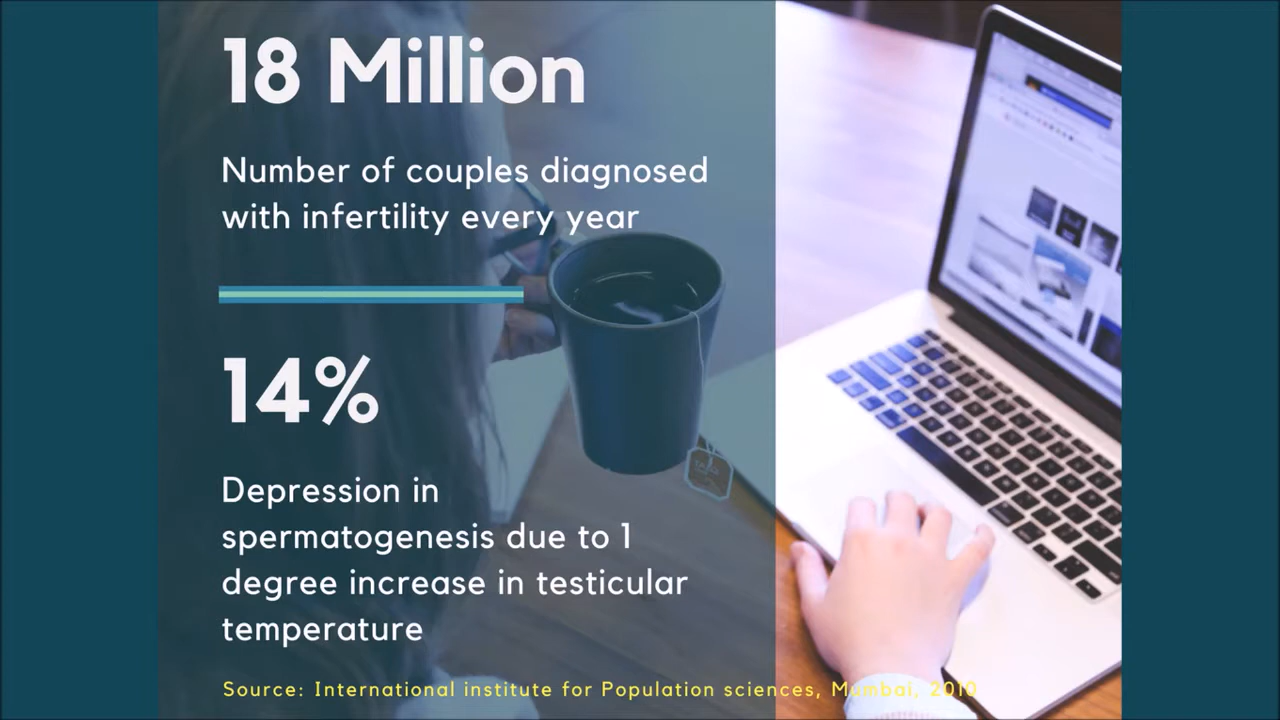 18 Million
Number of couples diagnosed
with infertility every year
14%
Depression in
spermatogenesis due to 1
degree increase in testicular
temperature
Source: International institute for Population sciences, Mumbai, 2010